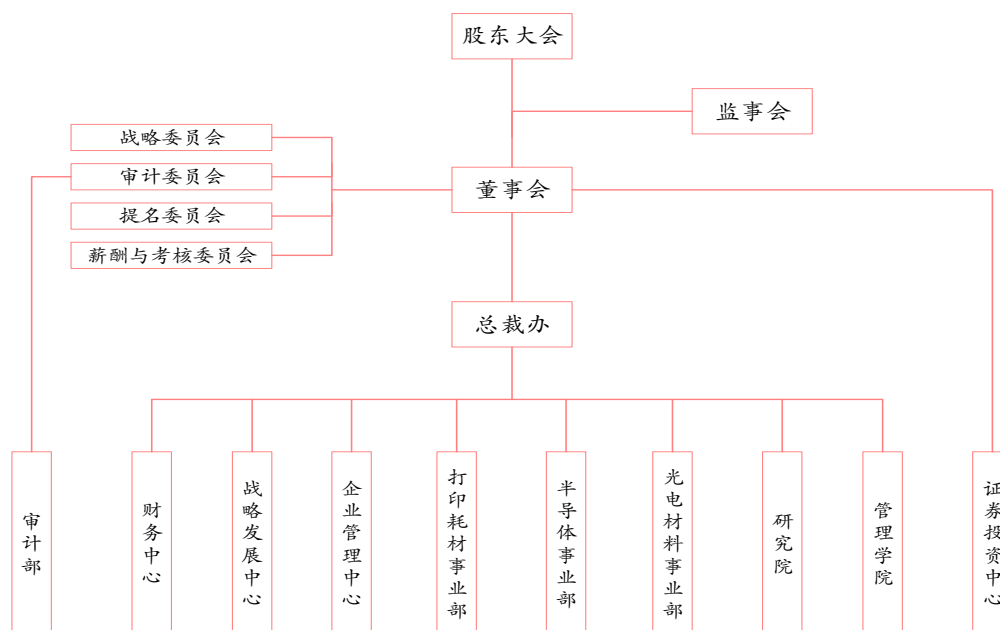 股东大会
监事会
战略委员会
审计委员会
董事会
提名委员会
薪酬与考核委员会
总裁办
审计部
财务中心
战略发展中心
企业管理中心
打印耗材事业部
半导体事业部
光电材料事业部
研究院
管理学院
证券投资中心